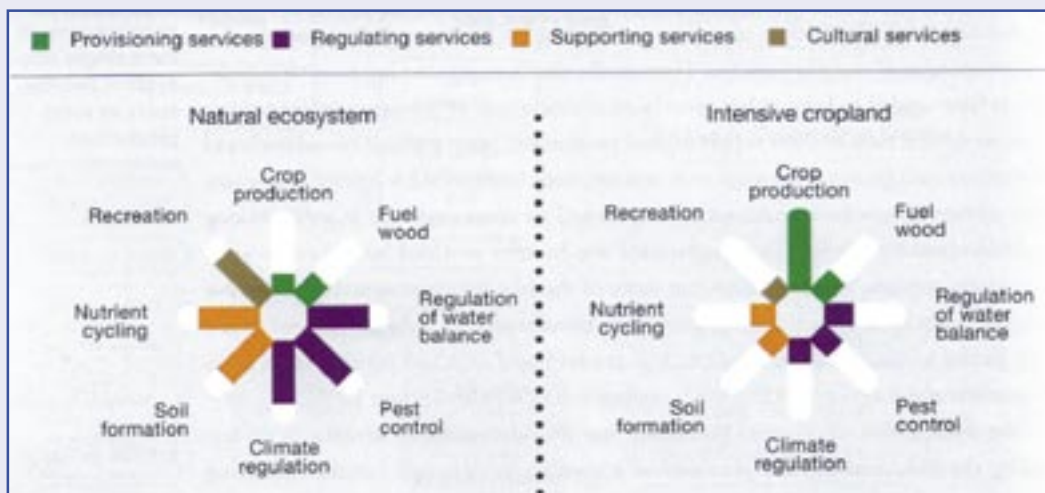 Provisioning services Regulating services Supporting services Cultural services
Natural ecosystem
Crop
production
Recreation
Fuel
wood
Nutrient
cycling
Regulation
of water
balance
Soil
formation
Pest
control
Climate
regulation
Intensive cropland
Crop
production
Recreation
Fuel
wood
Nutrient
cycling
Regulation
of water
balance
Soil
formation
Pest
control
Climate
regulation